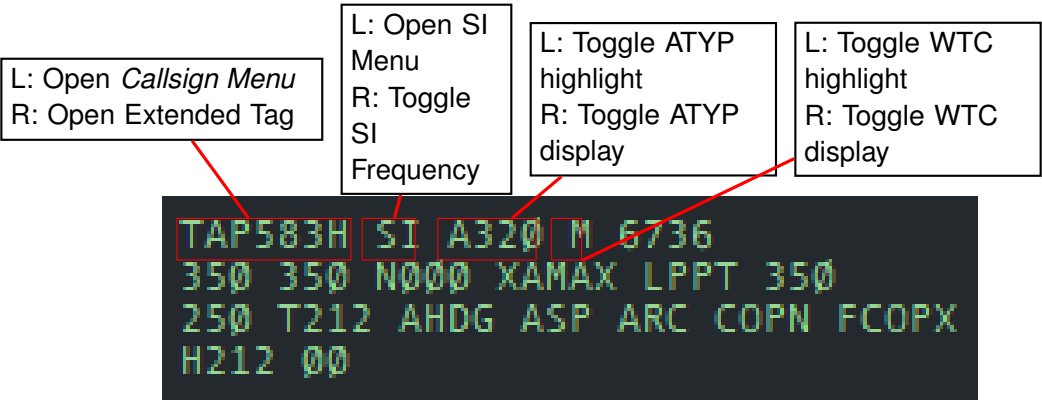 L: Open Callsign Menu
R: Open Extended Tag
L: Open SI
Menu
R: Toggle
SI
Frequency
L: Toggle ATYP
highlight
R: Toggle ATYP
display
L: Toggle WTC
highlight
R: Toggle WTC
display
TAP583H SI A320 M 6736
350 350 N000 XAMAX LPPT 350
250 T212 AHDG ASP ARC COPN FCOPX
H212 00